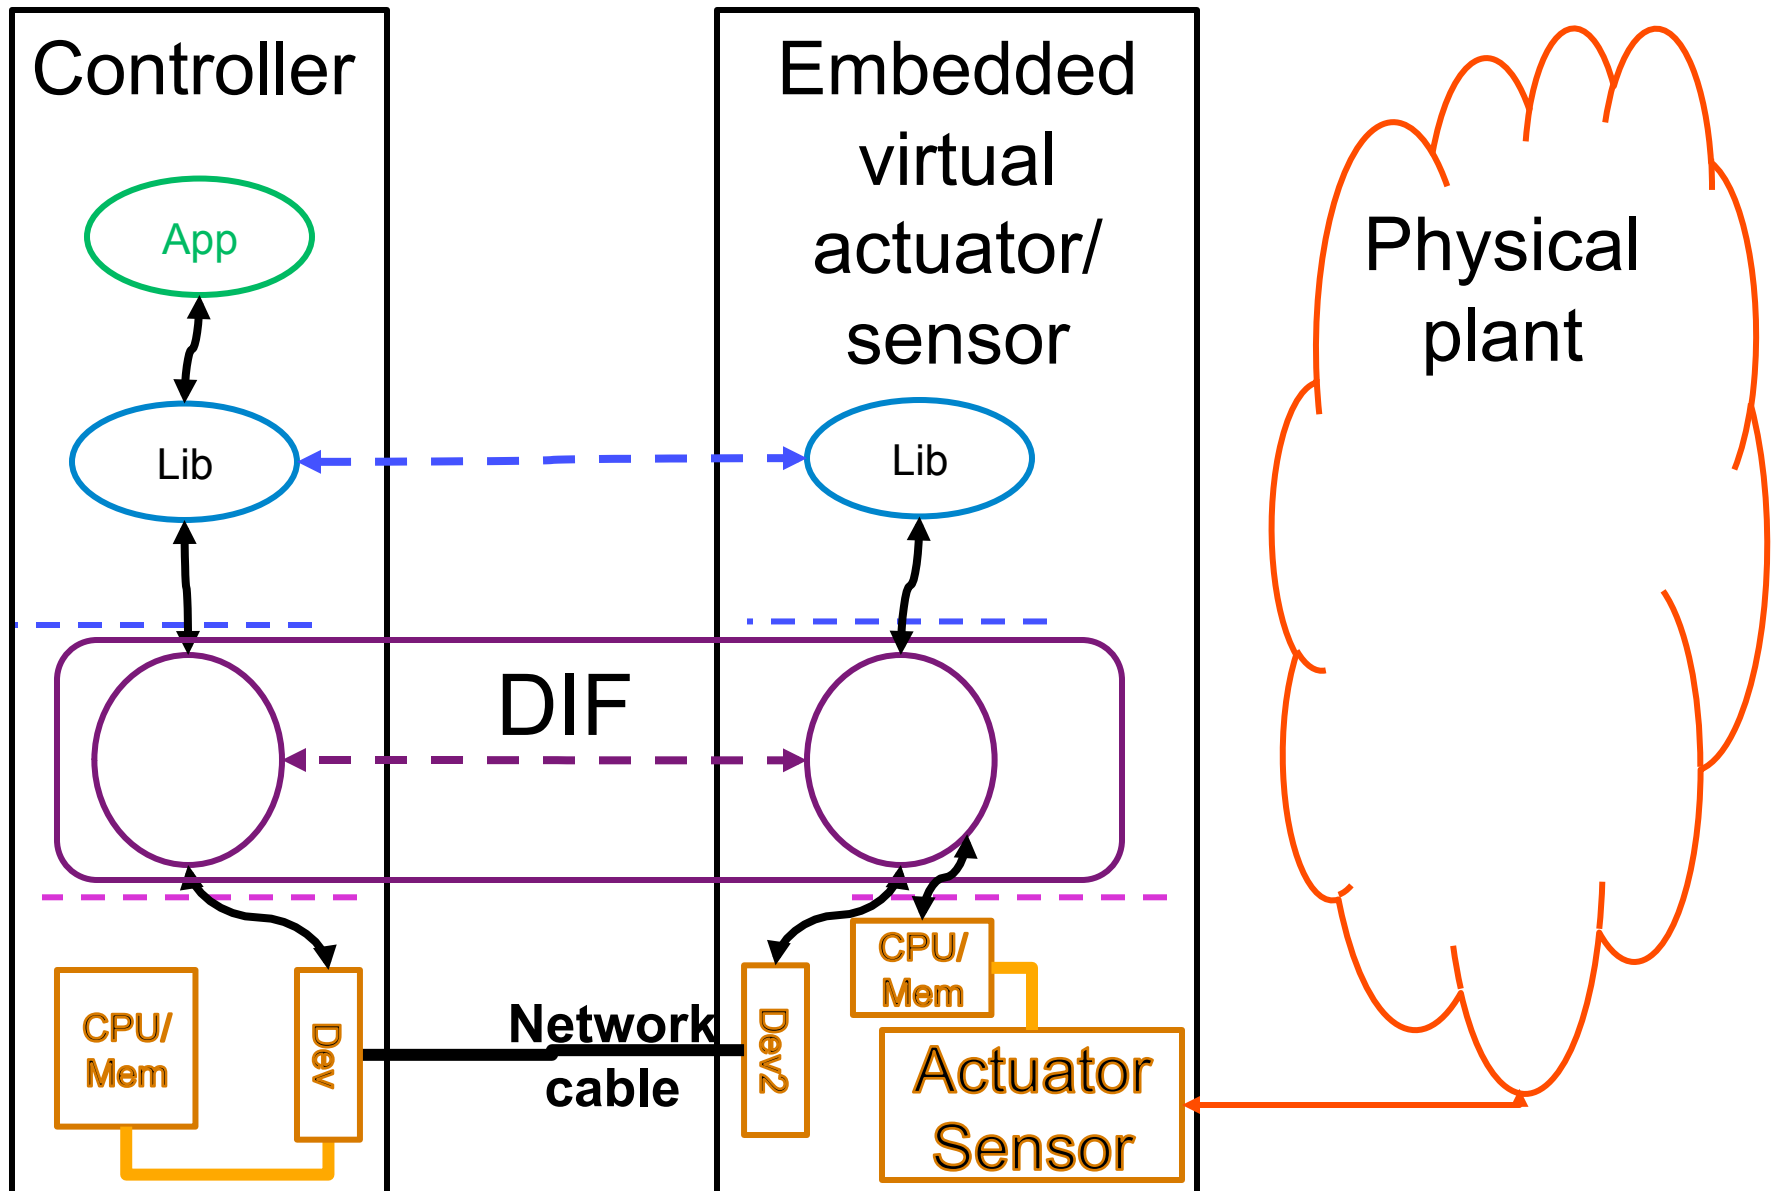 Controller
Embedded
virtual
actuator/
sensor
Physical
plant
App
Lib
Lib
DIF
CPU/
Mem
Dev
Network
cable
Dev2
CPU/
Mem
Actuator
Sensor